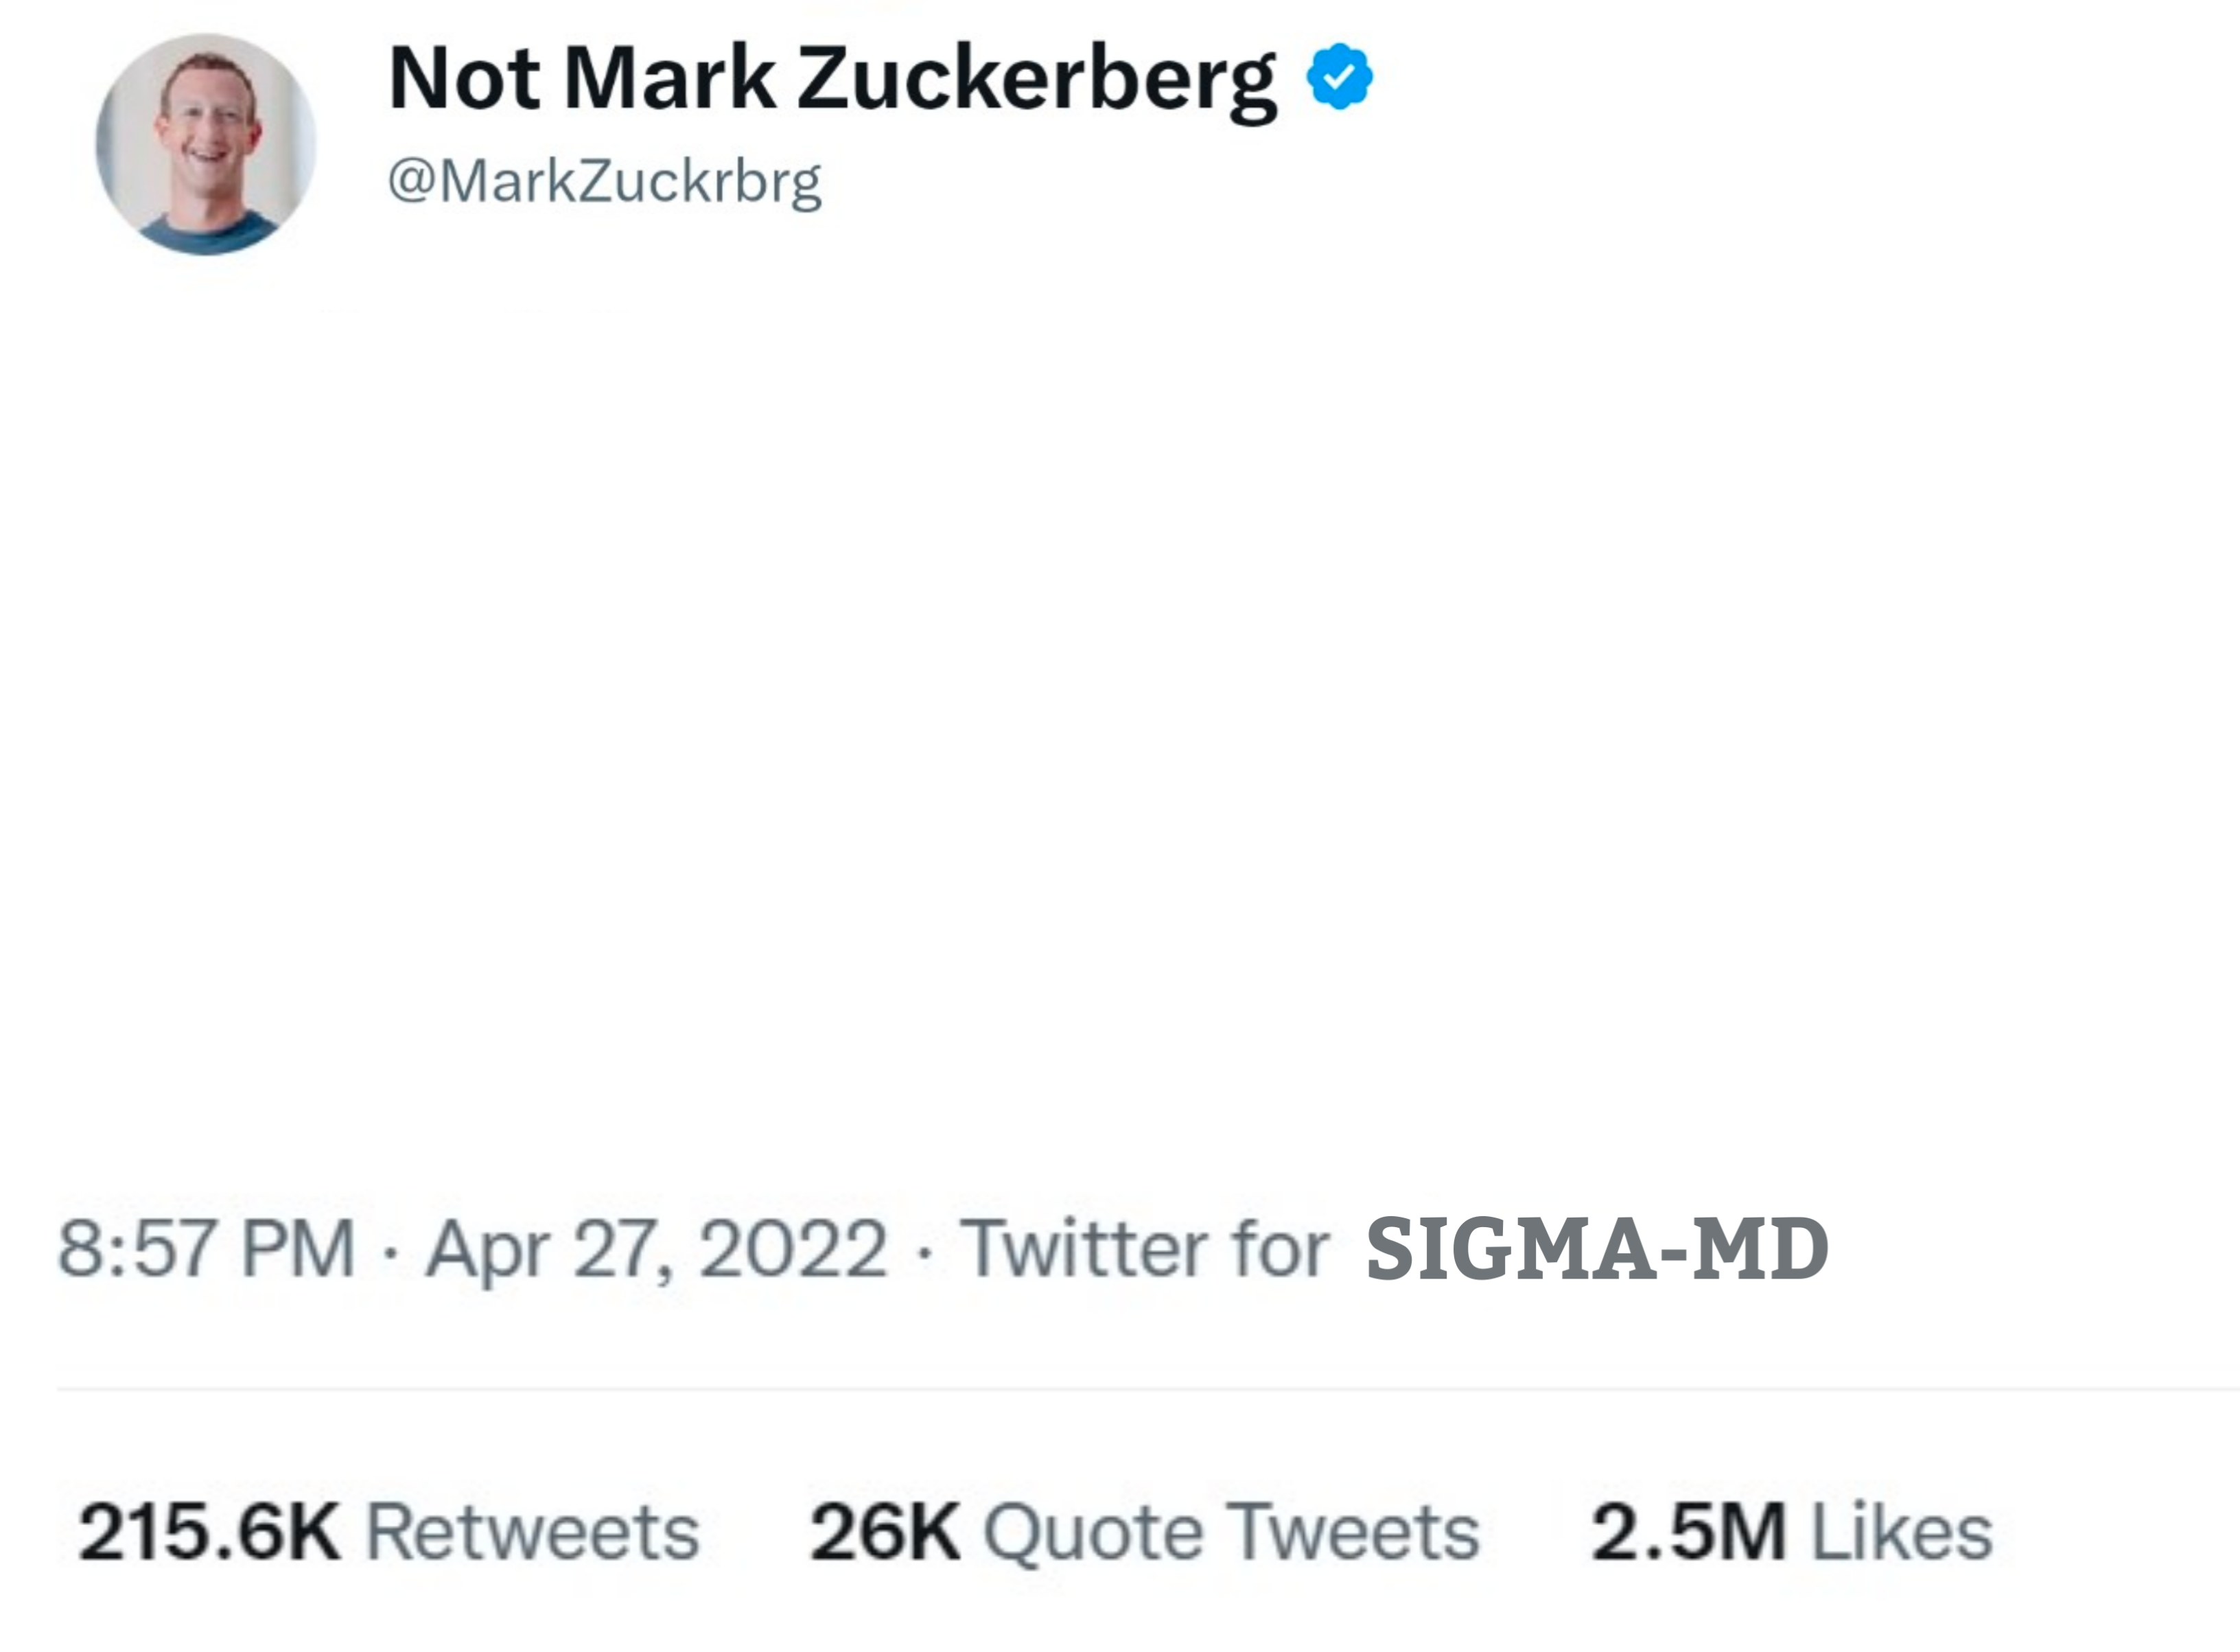 Not Mark Zuckerberg
@MarkZuckrbrg
8:57 PM · Apr 27, 2022 · Twitter for SIGMA-MD
215.6K Retweets 26K Quote Tweets 2.5M Likes